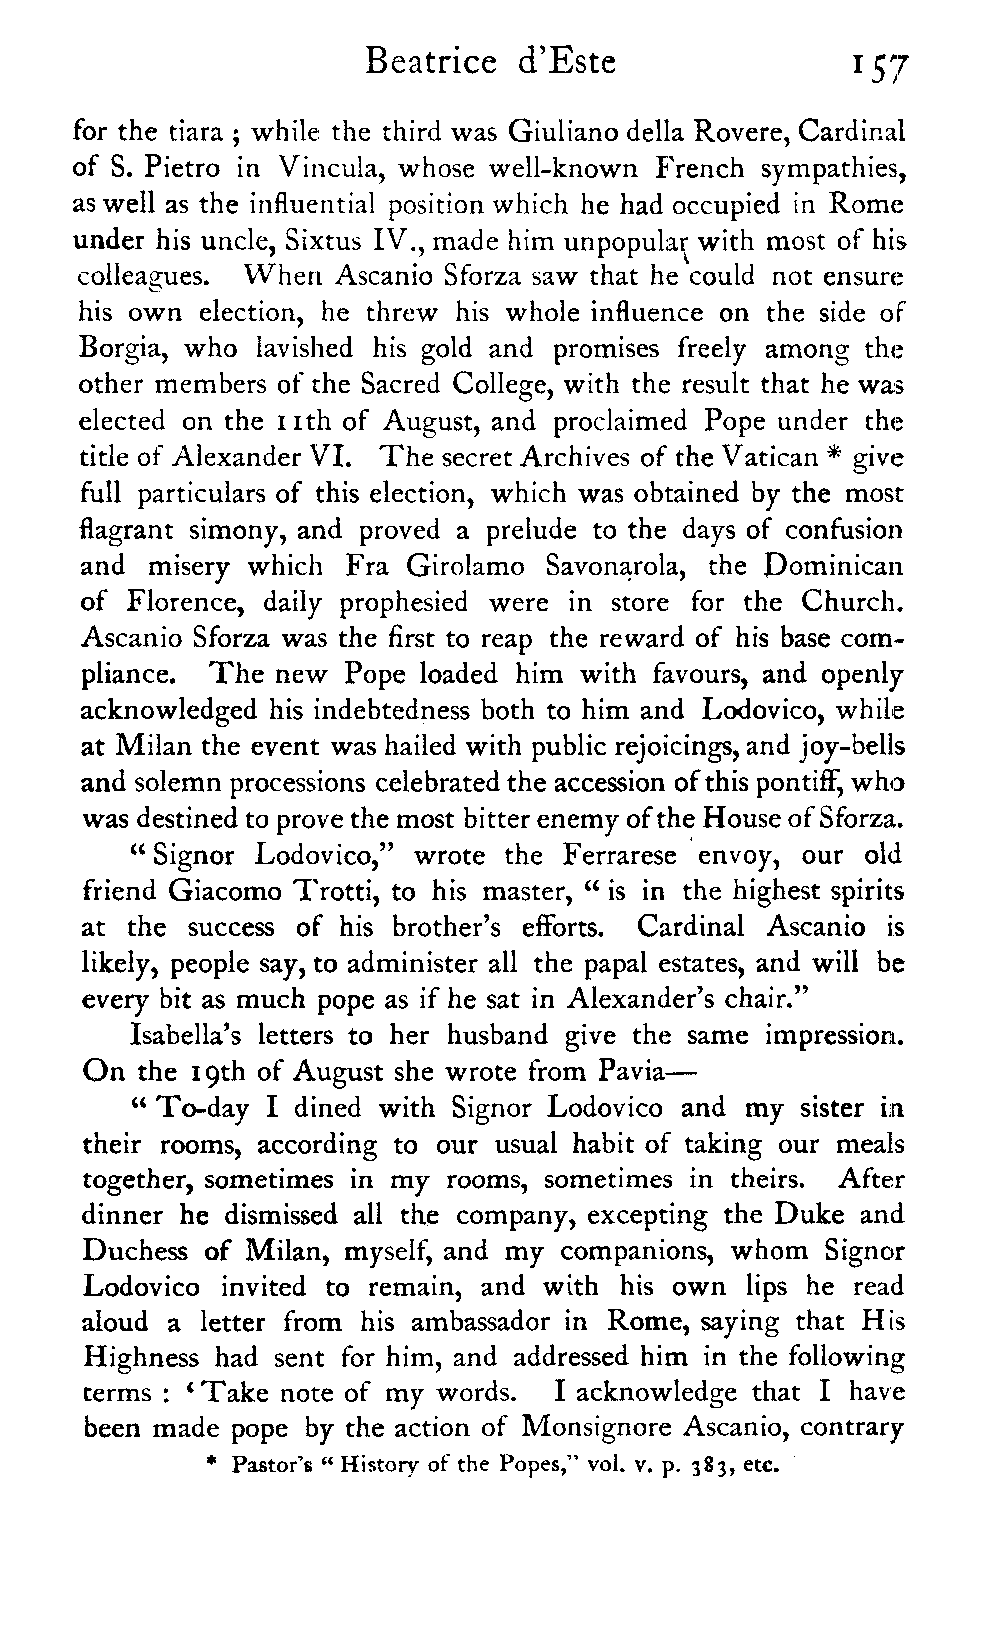 Beatrice d'Este 157
for the tiara ; while the third was Giuliano della Rovere, Cardinal
of S. Pietro in Vincula, whose well-known French sympathies,
as well as the influential position which he had occupied in Rome
under his uncle, Sixtus IV., made him unpopular with most of his
colleagues. When Ascanio Sforza saw that he could not ensure
his own election, he threw his whole influence on the side of
Borgia, who lavished his gold and promises freely among the
other members of the Sacred College, with the result that he was
elected on the 11th of August, and proclaimed Pope under the
title of Alexander VI. The secret Archives of the Vatican * give
full particulars of this election, which was obtained by the most
flagrant simony, and proved a prelude to the days of confusion
and misery which Fra Girolamo Savonarola, the Dominican
of Florence, daily prophesied were in store for the Church.
Ascanio Sforza was the first to reap the reward of his base com-
pliance. The new Pope loaded him with favours, and openly
acknowledged his indebtedness both to him and Lodovico, while
at Milan the event was hailed with public rejoicings, and joy-bells
and solemn processions celebrated the accession of this pontiff, who
was destined to prove the most bitter enemy of the House of Sforza.
" Signor Lodovico," wrote the Ferrarese envoy, our old
friend Giacomo Trotti, to his master, " is in the highest spirits
at the success of his brother's efforts. Cardinal Ascanio is
likely, people say, to administer all the papal estates, and will be
every bit as much pope as if he sat in Alexander's chair."
Isabella's letters to her husband give the same impression.
On the 19th of August she wrote from Pavia—
" To-day I dined with Signor Lodovico and my sister in
their rooms, according to our usual habit of taking our meals
together, sometimes in my rooms, sometimes in theirs. After
dinner he dismissed all the company, excepting the Duke and
Duchess of Milan, myself, and my companions, whom Signor
Lodovico invited to remain, and with his own lips he read
aloud a letter from his ambassador in Rome, saying that His
Highness had sent for him, and addressed him in the following
terms : ' Take note of my words. I acknowledge that I have
been made pope by the action of Monsignore Ascanio, contrary
* Pastor's " History of the Popes," vol. v. p. 383, etc.